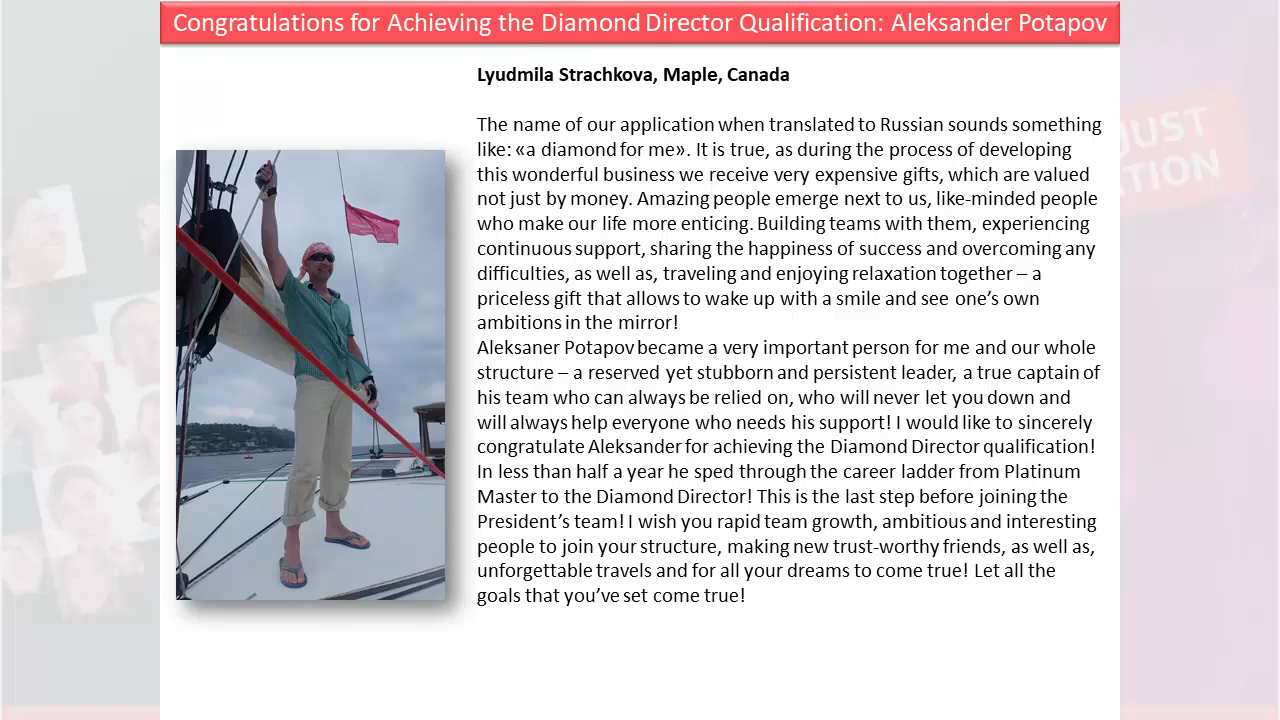 Congratulations for Achieving the Diamond Director Qualification: Aleksander Potapov
Lyudmila Strachkova, Maple, Canada
The name of our application when translated to Russian sounds something
like: «a diamond for me». It is true, as during the process of developing
this wonderful business we receive very expensive gifts, which are valued
not just by money. Amazing people emerge next to us, like-minded people
who make our life more enticing. Building teams with them, experiencing
continuous support, sharing the happiness of success and overcoming any
difficulties, as well as, traveling and enjoying relaxation together – a
priceless gift that allows to wake up with a smile and see one’s own
ambitions in the mirror!
Aleksaner Potapov became a very important person for me and our whole
structure – a reserved yet stubborn and persistent leader, a true captain of
his team who can always be relied on, who will never let you down and
will always help everyone who needs his support! I would like to sincerely
congratulate Aleksander for achieving the Diamond Director qualification!
In less than half a year he sped through the career ladder from Platinum
Master to the Diamond Director! This is the last step before joining the
President’s team! I wish you rapid team growth, ambitious and interesting
people to join your structure, making new trust-worthy friends, as well as,
unforgettable travels and for all your dreams to come true! Let all the
goals that you’ve set come true!
JUST